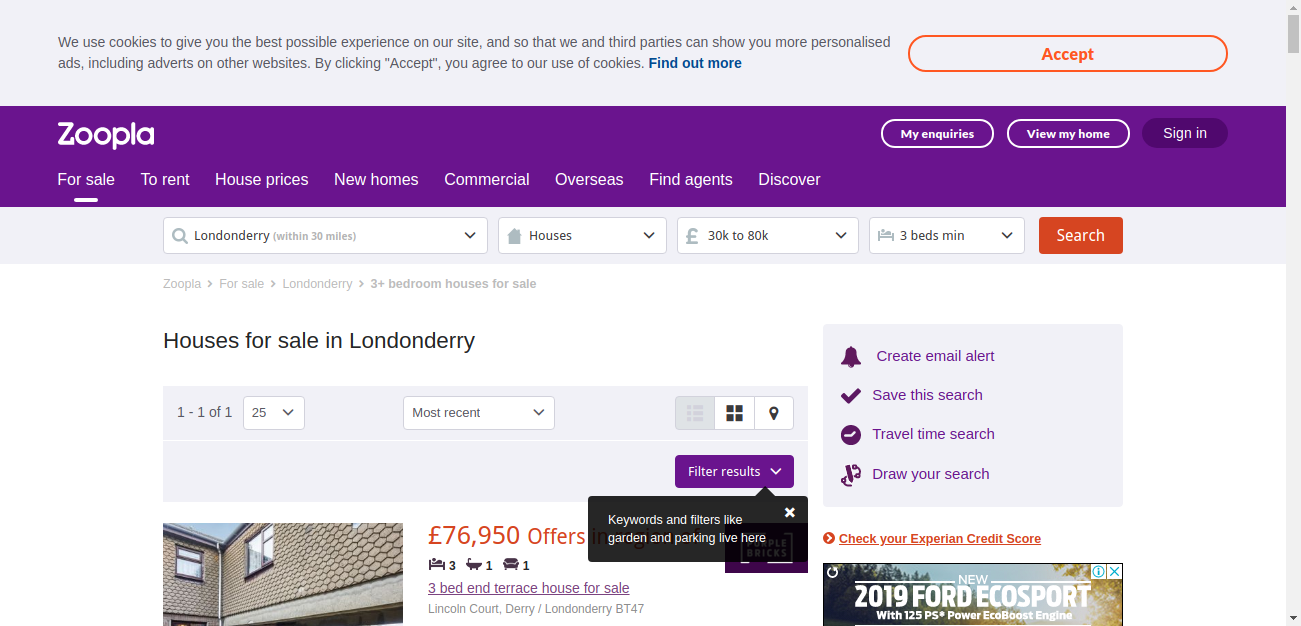 We use cookies to give you the best possible experience on our site, and so that we and third parties can show you more personalised
ads, including adverts on other websites. By clicking "Accept", you agree to our use of cookies. Find out more
Accept
Zoopla
My enquiries
View my home
Sign in
For sale
To rent
House prices
New homes
Commercial
Overseas
Find agents
Discover
Londonderry (within 30 miles)
Houses
£ 30k to 80k
3 beds min
Search
Zoopla > For sale > Londonderry > 3+ bedroom houses for sale
Houses for sale in Londonderry
1 - 1 of 1
25
Most recent
Filter results
Keywords and filters like
garden and parking live here
£76,950 Offers
PURPLE
BRICKS
3 1 1
3 bed end terrace house for sale
Lincoln Court, Derry / Londonderry BT47
Create email alert
Save this search
Travel time search
Draw your search
Check your Experian Credit Score
NEW
2019 FORD ECOSPORT
With 125 PS* Power EcoBoost Engine